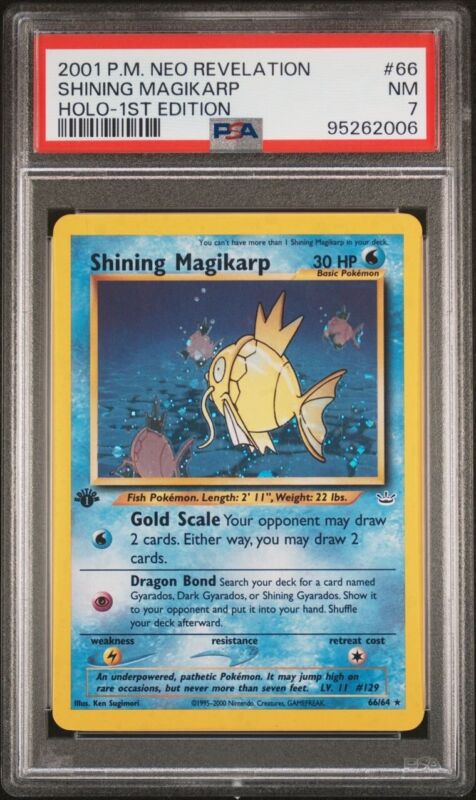 2001 P.M. NEO REVELATION #66
SHINING MAGIKARP NM
HOLO-1ST EDITION 7
PSA 95262006
You can't have more than 1 Shining Magikarp in your deck.
Shining Magikarp 30 HP
Basic Pokémon
Fish Pokémon. Length: 2' 11", Weight: 22 lbs.
EDITION
1
Gold Scale Your opponent may draw
2 cards. Either way, you may draw 2
cards.
Dragon Bond Search your deck for a card named
Gyarados, Dark Gyarados, or Shining Gyarados. Show it
to your opponent and put it into your hand. Shuffle
your deck afterward.
weakness resistance retreat cost
An underpowered, pathetic Pokémon. It may jump high on
rare occasions, but never more than seven feet. LV. 11 #129
Illus. Ken Sugimori ©1995-2000 Nintendo, Creatures, GAMEFREAK. 66/64 ★
PSA